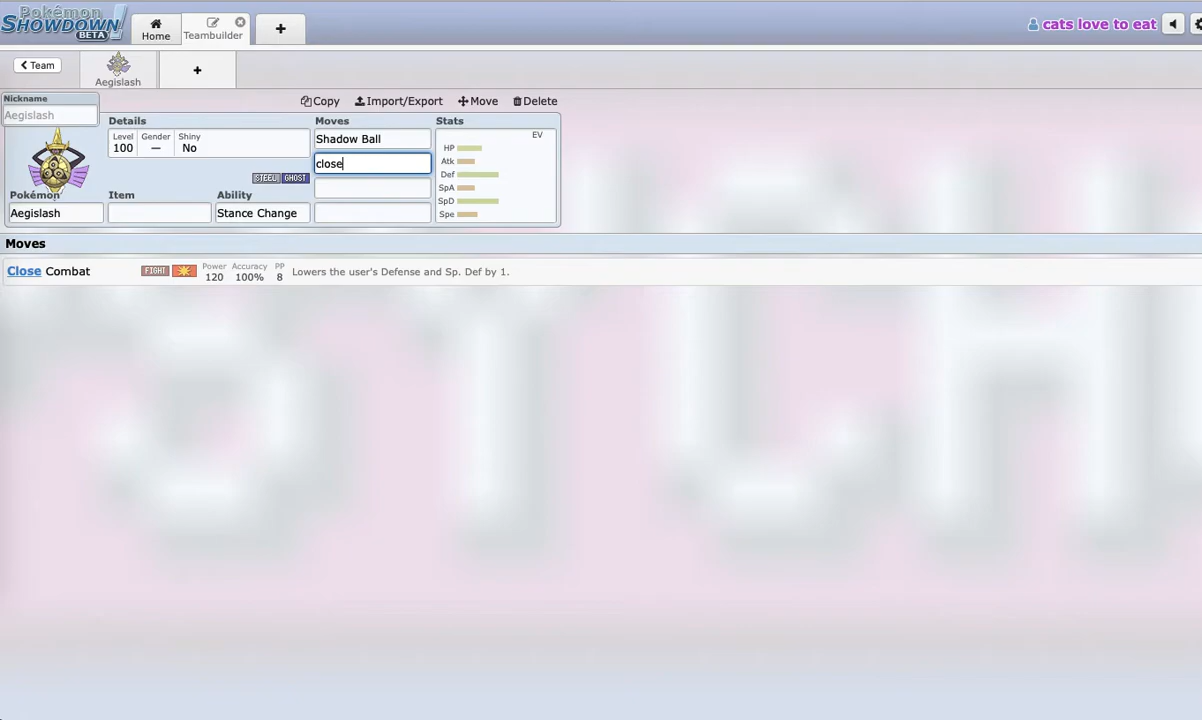 Pokémon
SHOWDOWN!
BETA
Home
Teambuilder
+
cats love to eat
< Team
Aegislash
+
Copy Import/Export Move Delete
Nickname
Aegislash
Details
Level Gender Shiny
100 — No
STEEL GHOST
Pokémon Item Ability
Aegislash Stance Change
Moves
Shadow Ball
close
Stats
EV
HP
Atk
Def
SpA
SpD
Spe
Moves
Close Combat FIGHT Power 120 Accuracy 100% PP 8 Lowers the user's Defense and Sp. Def by 1.